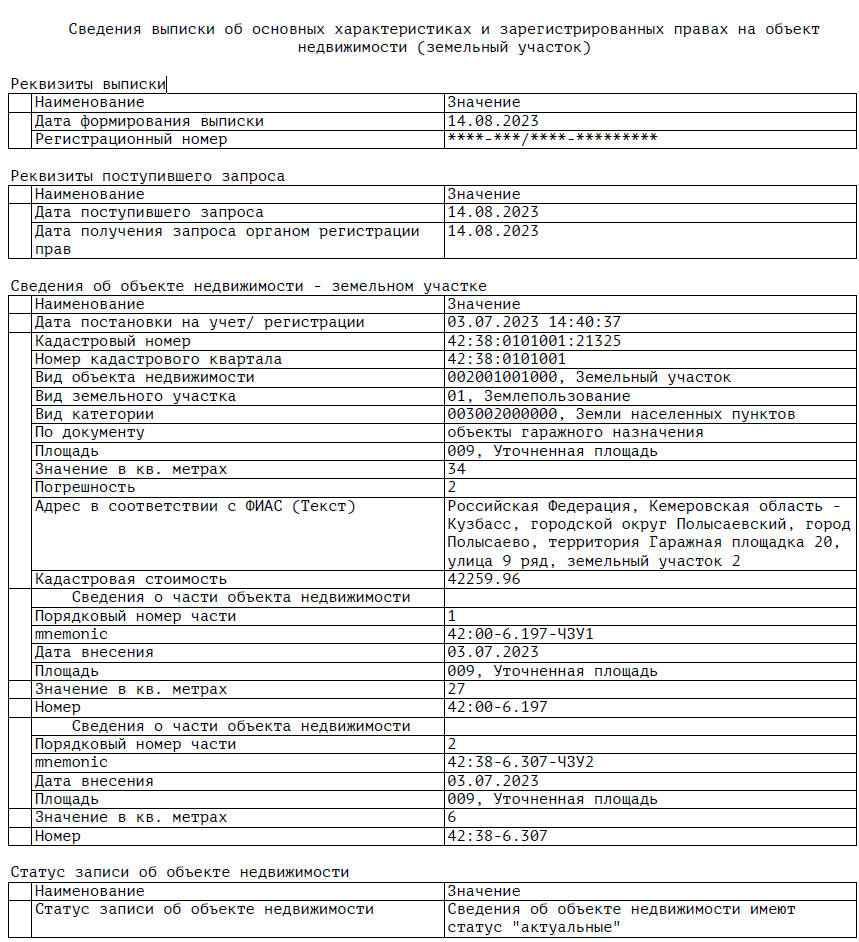 Сведения выписки об основных характеристиках и зарегистрированных правах на объект
недвижимости (земельный участок)
Реквизиты выписки
Наименование Значение
Дата формирования выписки 14.08.2023
Регистрационный номер ****-***/****-*********
Реквизиты поступившего запроса
Наименование Значение
Дата поступившего запроса 14.08.2023
Дата получения запроса органом регистрации 14.08.2023
прав
Сведения об объекте недвижимости - земельном участке
Наименование Значение
Дата постановки на учет/ регистрации 03.07.2023 14:40:37
Кадастровый номер 42:38:0101001:21325
Номер кадастрового квартала 42:38:0101001
Вид объекта недвижимости 002001001000, Земельный участок
Вид земельного участка 01, Землепользование
Вид категории 003002000000, Земли населенных пунктов
По документу объекты гаражного назначения
Площадь 009, Уточненная площадь
Значение в кв. метрах 34
Погрешность 2
Адрес в соответствии с ФИАС (Текст) Российская Федерация, Кемеровская область -
Кузбасс, городской округ Полысаевский, город
Полысаево, территория Гаражная площадка 20,
улица 9 ряд, земельный участок 2
Кадастровая стоимость 42259.96
Сведения о части объекта недвижимости
Порядковый номер части 1
mnemonic 42:00-6.197-ЧЗУ1
Дата внесения 03.07.2023
Площадь 009, Уточненная площадь
Значение в кв. метрах 27
Номер 42:00-6.197
Сведения о части объекта недвижимости
Порядковый номер части 2
mnemonic 42:38-6.307-ЧЗУ2
Дата внесения 03.07.2023
Площадь 009, Уточненная площадь
Значение в кв. метрах 6
Номер 42:38-6.307
Статус записи об объекте недвижимости
Наименование Значение
Статус записи об объекте недвижимости Сведения об объекте недвижимости имеют
статус "актуальные"